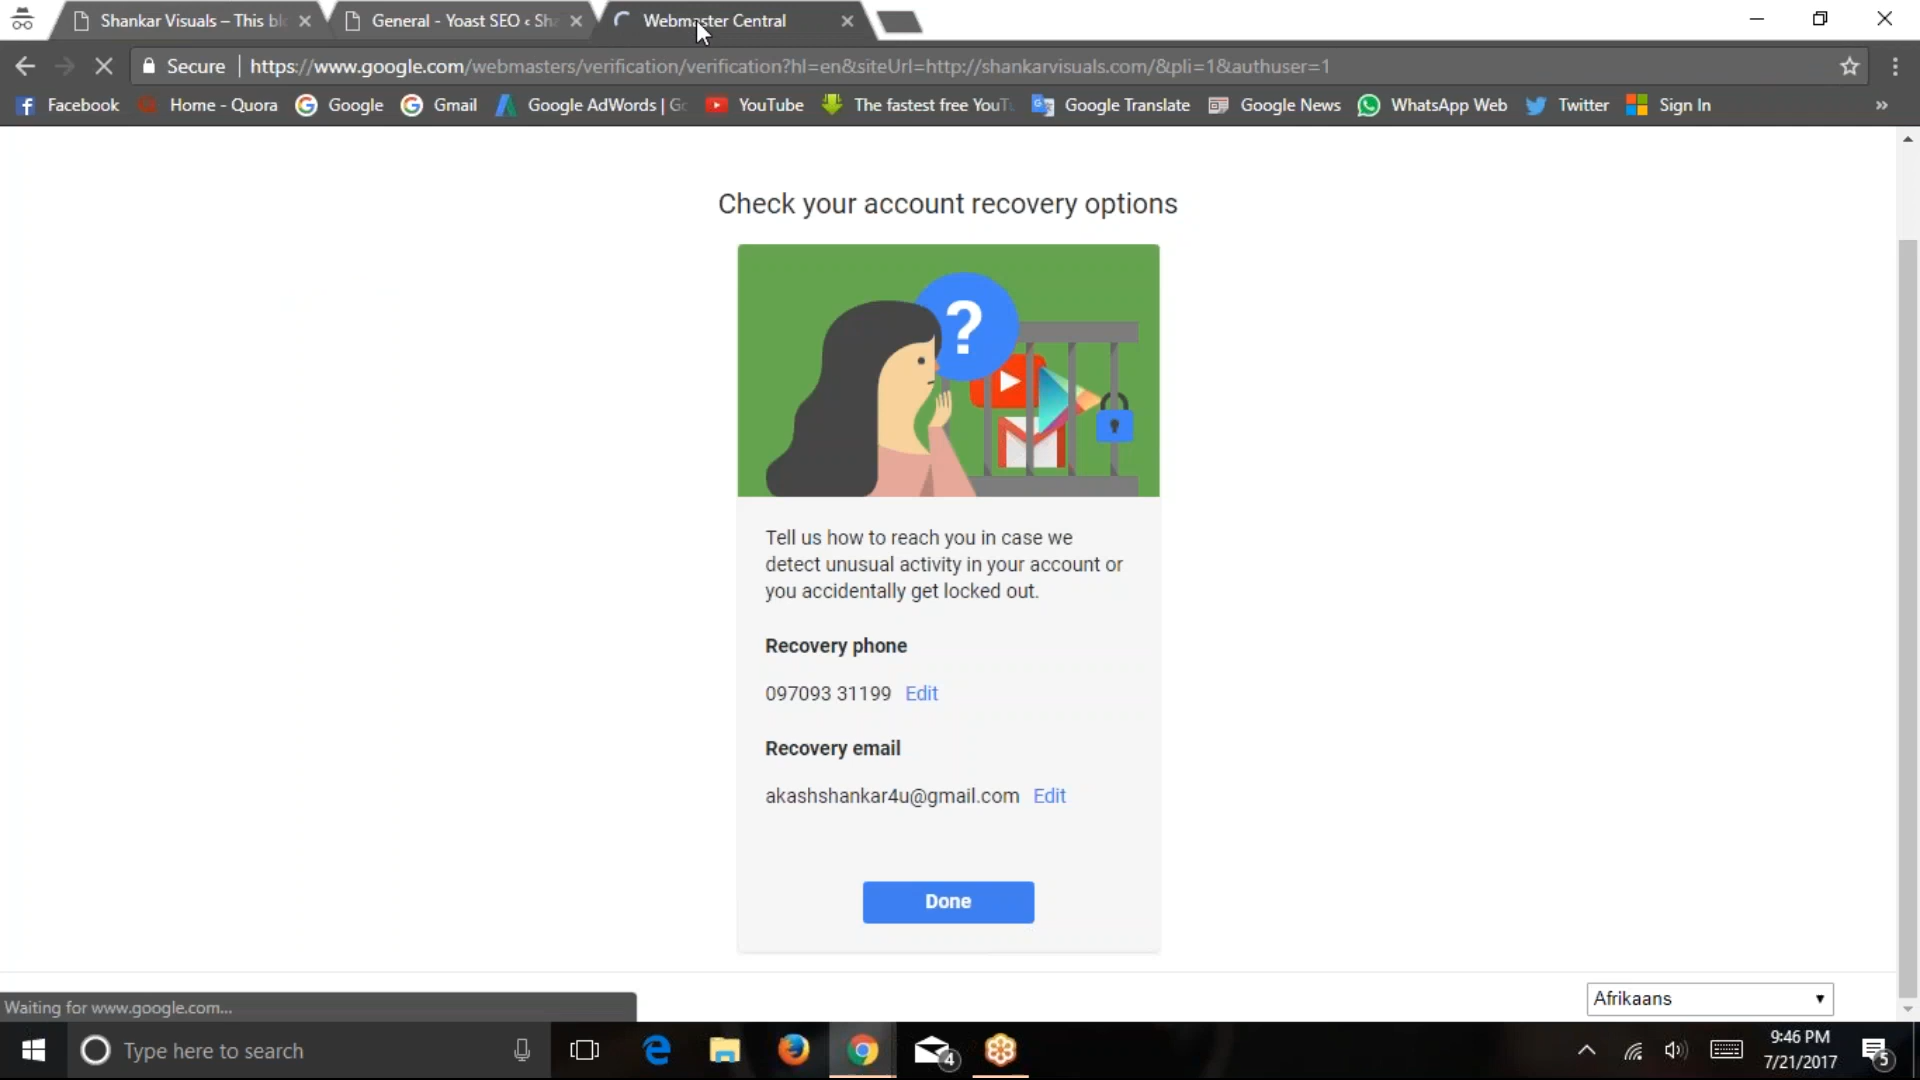 Shankar Visuals – This bl
General - Yoast SEO ‹ Sha
Webmaster Central
Secure
https://www.google.com/webmasters/verification/verification?hl=en&siteUrl=http://shankarvisuals.com/&pli=1&authuser=1
Facebook
Home - Quora
Google
Gmail
Google AdWords | Go
YouTube
The fastest free YouT
Google Translate
Google News
WhatsApp Web
Twitter
Sign In
»
Check your account recovery options
?
Tell us how to reach you in case we
detect unusual activity in your account or
you accidentally get locked out.
Recovery phone
097093 31199 Edit
Recovery email
akashshankar4u@gmail.com Edit
Done
Waiting for www.google.com...
Afrikaans
Type here to search
4
9:46 PM
7/21/2017
5